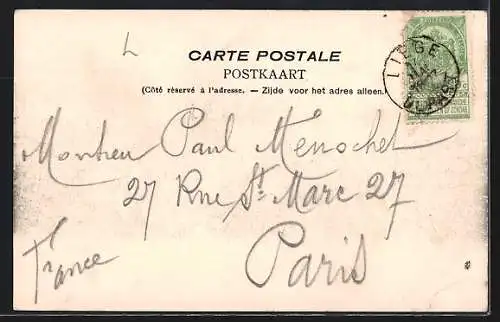 L
CARTE POSTALE
POSTKAART
(Côté réservé à l'adresse. — Zijde voor het adres alleen.)
LIEGE
Monsieur Paul Menochet
27 Rue St. Marc 27
Paris
France